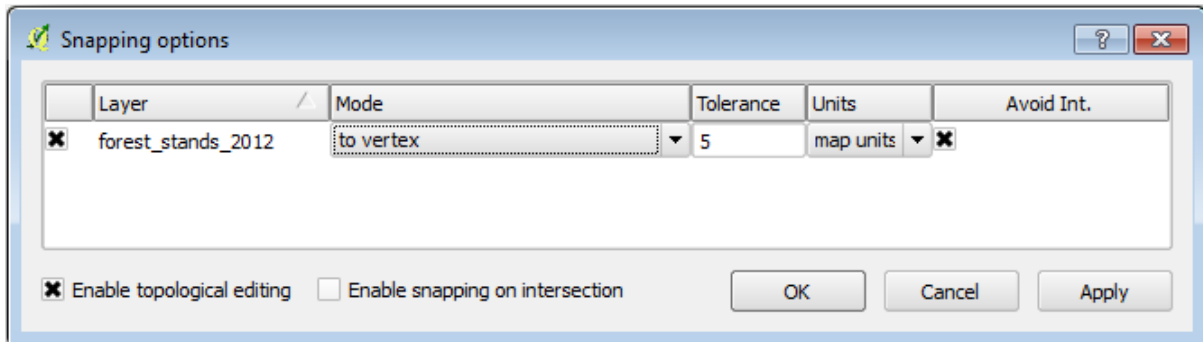 Snapping options
Layer Mode Tolerance Units Avoid Int.
forest_stands_2012 to vertex 5 map units
Enable topological editing Enable snapping on intersection OK Cancel Apply